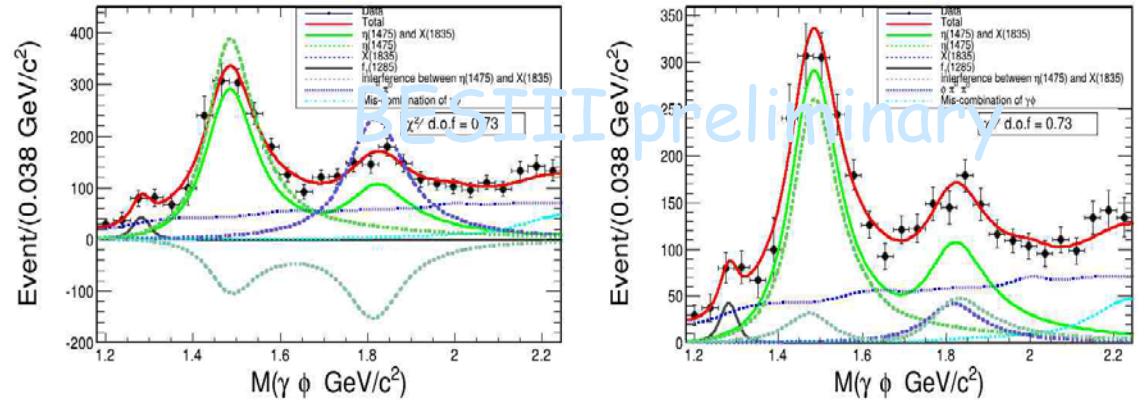 Data
Total
η(1475) and X(1835)
η(1475)
X(1835)
f₁(1285)
interference between η(1475) and X(1835)
Mis-combination of γφ
χ²/ d.o.f = 0.73
Event/(0.038 GeV/c²)
400
300
200
100
0
-100
-200
1.2 1.4 1.6 1.8 2 2.2
M(γ φ GeV/c²)
Data
Total
η(1475) and X(1835)
η(1475)
X(1835)
f₁(1285)
interference between η(1475) and X(1835)
Mis-combination of γφ
/ d.o.f = 0.73
Event/(0.038 GeV/c²)
350
300
250
200
150
100
50
0
1.2 1.4 1.6 1.8 2 2.2
M(γ φ GeV/c²)
BESIII preliminary